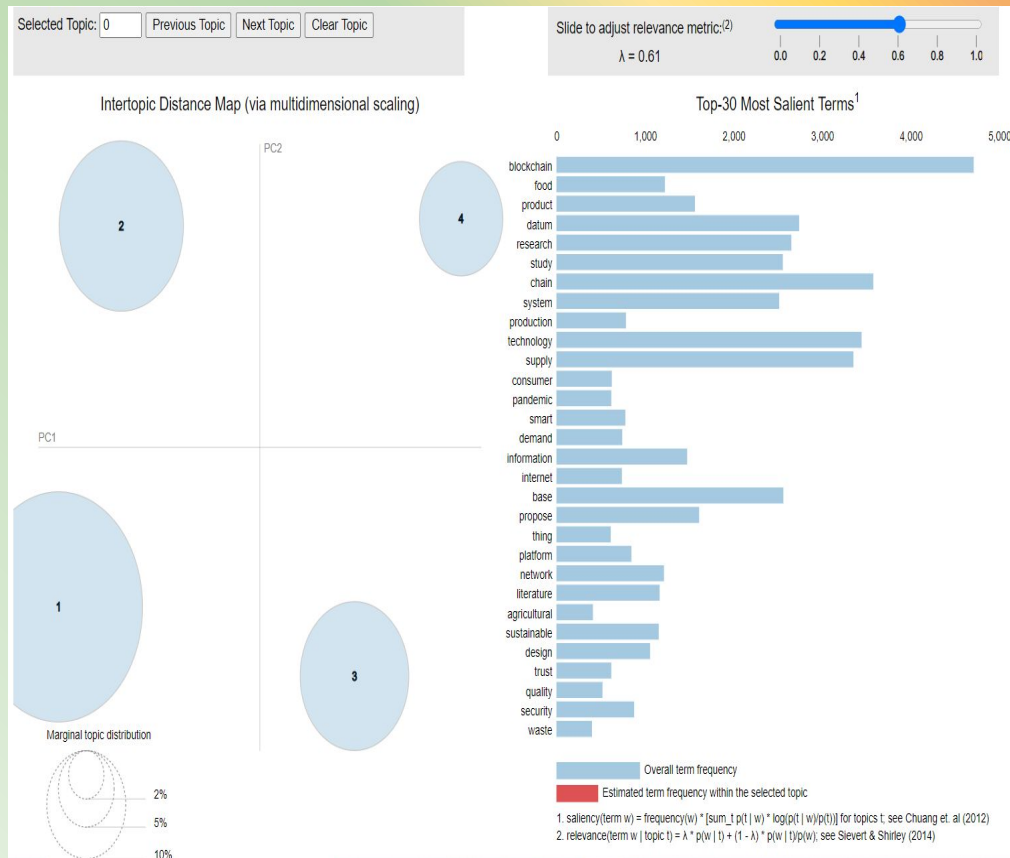 Selected Topic: 0 Previous Topic Next Topic Clear Topic
Slide to adjust relevance metric:(2)
λ = 0.61
0.0 0.2 0.4 0.6 0.8 1.0
Intertopic Distance Map (via multidimensional scaling)
PC2
PC1
2
4
1
3
Marginal topic distribution
2%
5%
10%
Top-30 Most Salient Terms1
0 1,000 2,000 3,000 4,000 5,000
blockchain
food
product
datum
research
study
chain
system
production
technology
supply
consumer
pandemic
smart
demand
information
internet
base
propose
thing
platform
network
literature
agricultural
sustainable
design
trust
quality
security
waste
Overall term frequency
Estimated term frequency within the selected topic
1. saliency(term w) = frequency(w) * [sum_t p(t | w) * log(p(t | w)/p(t))] for topics t; see Chuang et. al (2012)
2. relevance(term w | topic t) = λ * p(w | t) + (1 - λ) * p(w | t)/p(w); see Sievert & Shirley (2014)